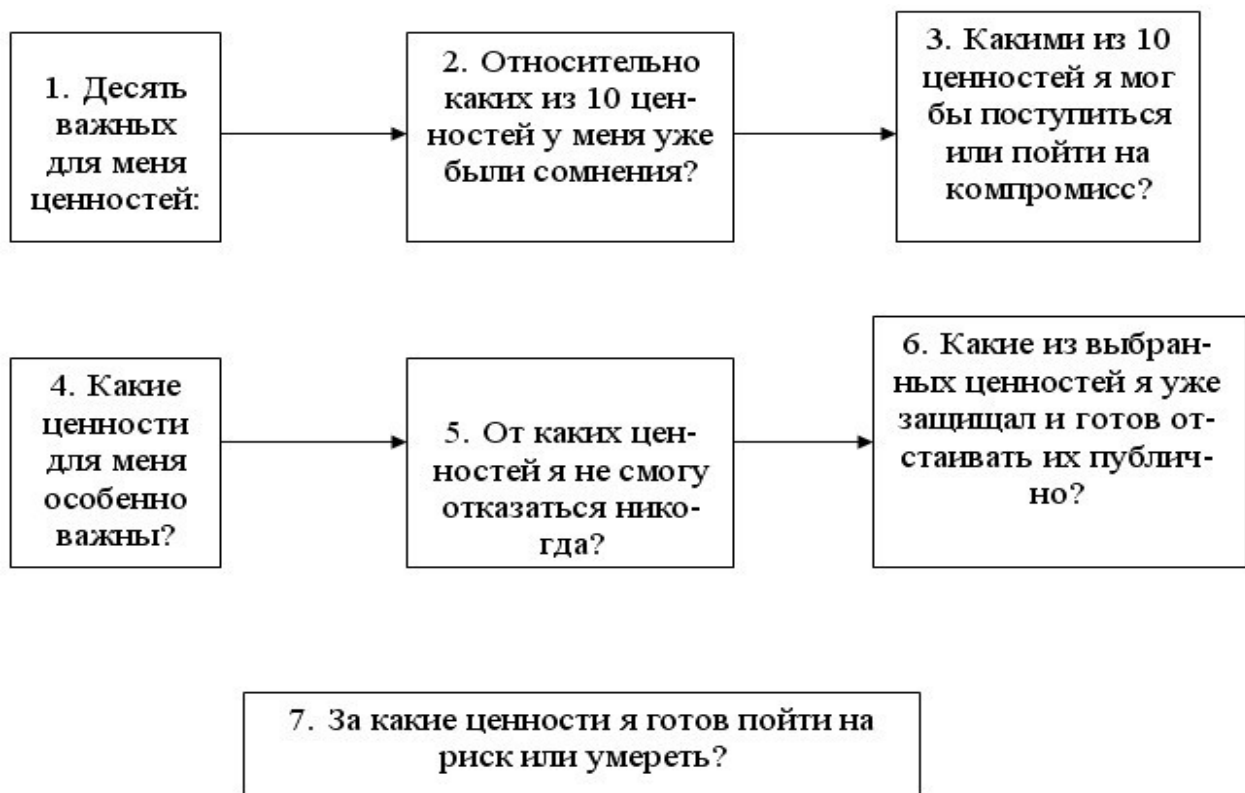 1. Десять
важных
для меня
ценностей:
2. Относительно
каких из 10 цен-
ностей у меня уже
были сомнения?
3. Какими из 10
ценностей я мог
бы поступиться
или пойти на
компромисс?
4. Какие
ценности
для меня
особенно
важны?
5. От каких цен-
ностей я не смогу
отказаться нико-
гда?
6. Какие из выбран-
ных ценностей я уже
защищал и готов от-
стаивать их публич-
но?
7. За какие ценности я готов пойти на
риск или умереть?